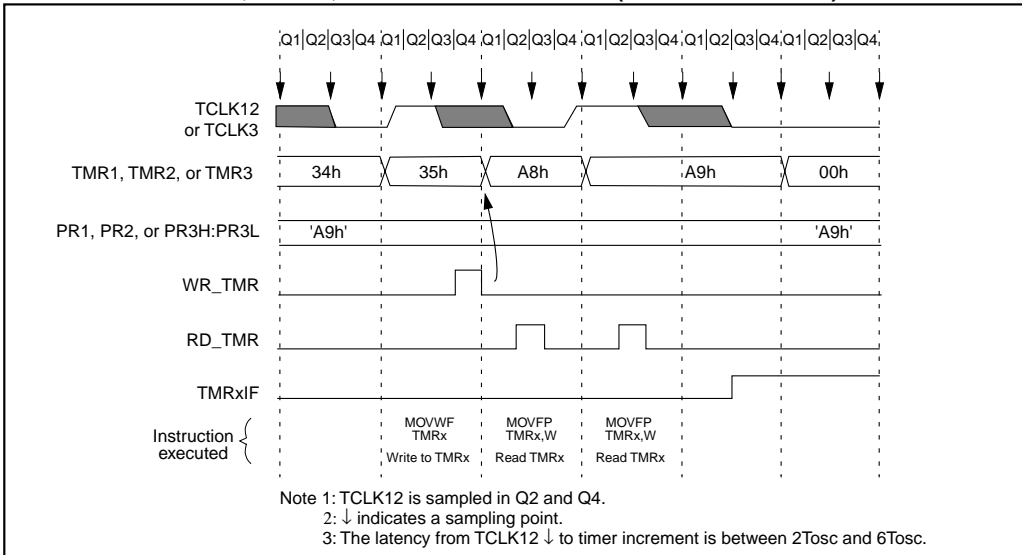 Q1|Q2|Q3|Q4 Q1|Q2|Q3|Q4 Q1|Q2|Q3|Q4 Q1|Q2|Q3|Q4 Q1|Q2|Q3|Q4 Q1|Q2|Q3|Q4
TCLK12
or TCLK3
TMR1, TMR2, or TMR3 34h 35h A8h A9h 00h
PR1, PR2, or PR3H:PR3L 'A9h' 'A9h'
WR_TMR
RD_TMR
TMRxIF
Instruction
executed
MOVWF MOVFP MOVFP
TMRx TMRx,W TMRx,W
Write to TMRx Read TMRx Read TMRx
Note 1: TCLK12 is sampled in Q2 and Q4.
2: ↓ indicates a sampling point.
3: The latency from TCLK12 ↓ to timer increment is between 2Tosc and 6Tosc.